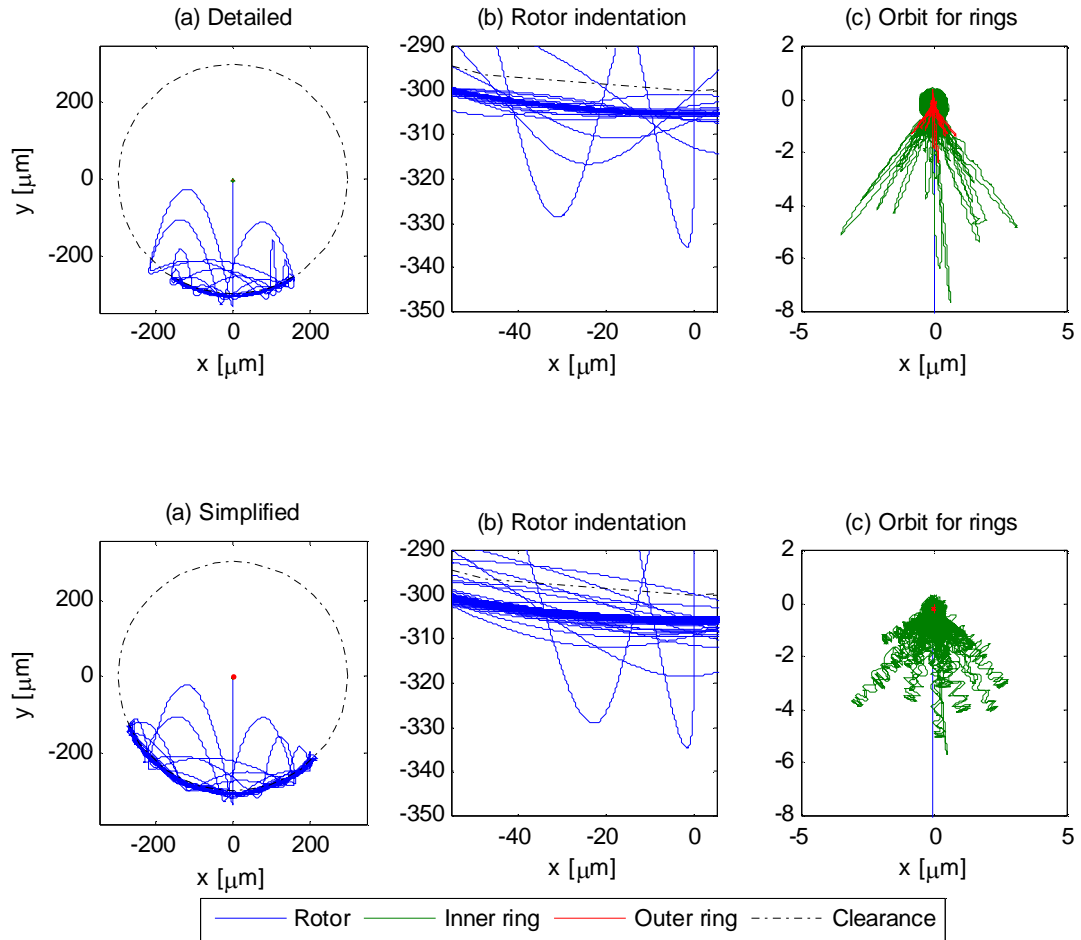 (a) Detailed
(b) Rotor indentation
(c) Orbit for rings
y [μm]
200
0
-200
-200
0
200
x [μm]
-290
-300
-310
-320
-330
-340
-350
-40
-20
0
x [μm]
2
0
-2
-4
-6
-8
-5
0
5
x [μm]
(a) Simplified
(b) Rotor indentation
(c) Orbit for rings
y [μm]
200
0
-200
-200
0
200
x [μm]
-290
-300
-310
-320
-330
-340
-350
-40
-20
0
x [μm]
2
0
-2
-4
-6
-8
-5
0
5
x [μm]
Rotor
Inner ring
Outer ring
Clearance